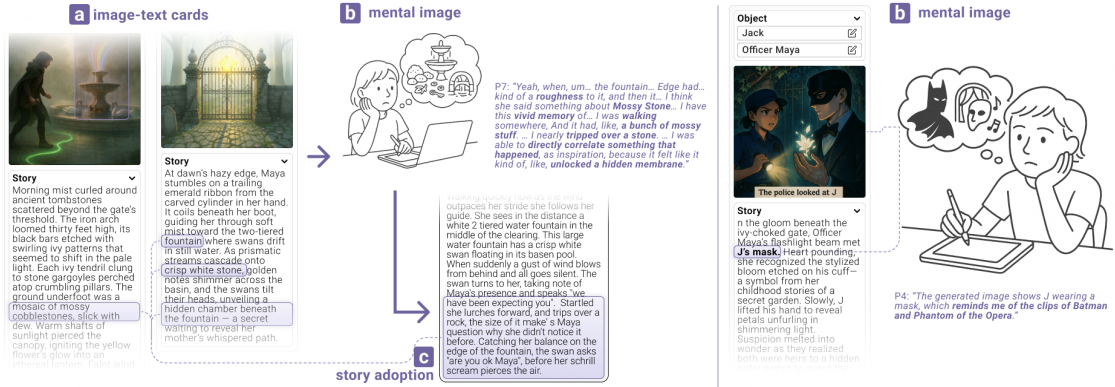 a image-text cards
Story
Morning mist curled around
ancient tombstones
scattered beyond the gate's
threshold. The iron arch
loomed thirty feet high, its
black bars etched with
swirling ivy patterns that
seemed to shift in the pale
light. Each ivy tendril clung
to stone gargoyles perched
atop crumbling pillars. The
ground underfoot was a
mosaic of mossy
cobblestones, slick with
dew. Warm shafts of
sunlight pierced the
canopy, igniting the yellow
flower's glow into an
Story
At dawn's hazy edge, Maya
stumbles on a trailing
emerald ribbon from the
carved cylinder in her hand.
It coils beneath her boot,
guiding her through soft
mist toward the two-tiered
fountain where swans drift
in still water. As prismatic
streams cascade onto
crisp white stone, golden
notes shimmer across the
basin, and the swans tilt
their heads, unveiling a
hidden chamber beneath
the fountain — a secret
waiting to reveal her
mother's whispered path.
b mental image
P7: "Yeah, when, um... the fountain... Edge had...
kind of a roughness to it, and then it... I think
she said something about Mossy Stone... I have
this vivid memory of... I was walking
somewhere, And it had, like, a bunch of mossy
stuff. ... I nearly tripped over a stone. ... I was
able to directly correlate something that
happened, as inspiration, because it felt like it
kind of, like, unlocked a hidden membrane."
outpaces her stride she follows her
guide. She sees in the distance a
white 2 tiered water fountain in the
middle of the clearing. This large
water fountain has a crisp white
swan floating in its basen pool.
When suddenly a gust of wind blows
from behind and all goes silent. The
swan turns to her, taking note of
Maya's presence and speaks "we
have been expecting you". Startled
she lurches forward, and trips over a
rock, the size of it make' s Maya
question why she didn't notice it
before. Catching her balance on the
edge of the fountain, the swan asks
"are you ok Maya", before her schrill
scream pierces the air.
c
story adoption
Object
Jack
Officer Maya
The police looked at J
Story
n the gloom beneath the
ivy-choked gate, Officer
Maya's flashlight beam met
J's mask. Heart pounding,
she recognized the stylized
bloom etched on his cuff—
a symbol from her
childhood stories of a
secret garden. Slowly, J
lifted his hand to reveal
petals unfurling in
shimmering light.
Suspicion melted into
wonder as they realized
both were heirs to a hidden
b mental image
P4: "The generated image shows J wearing a
mask, which reminds me of the clips of Batman
and Phantom of the Opera."